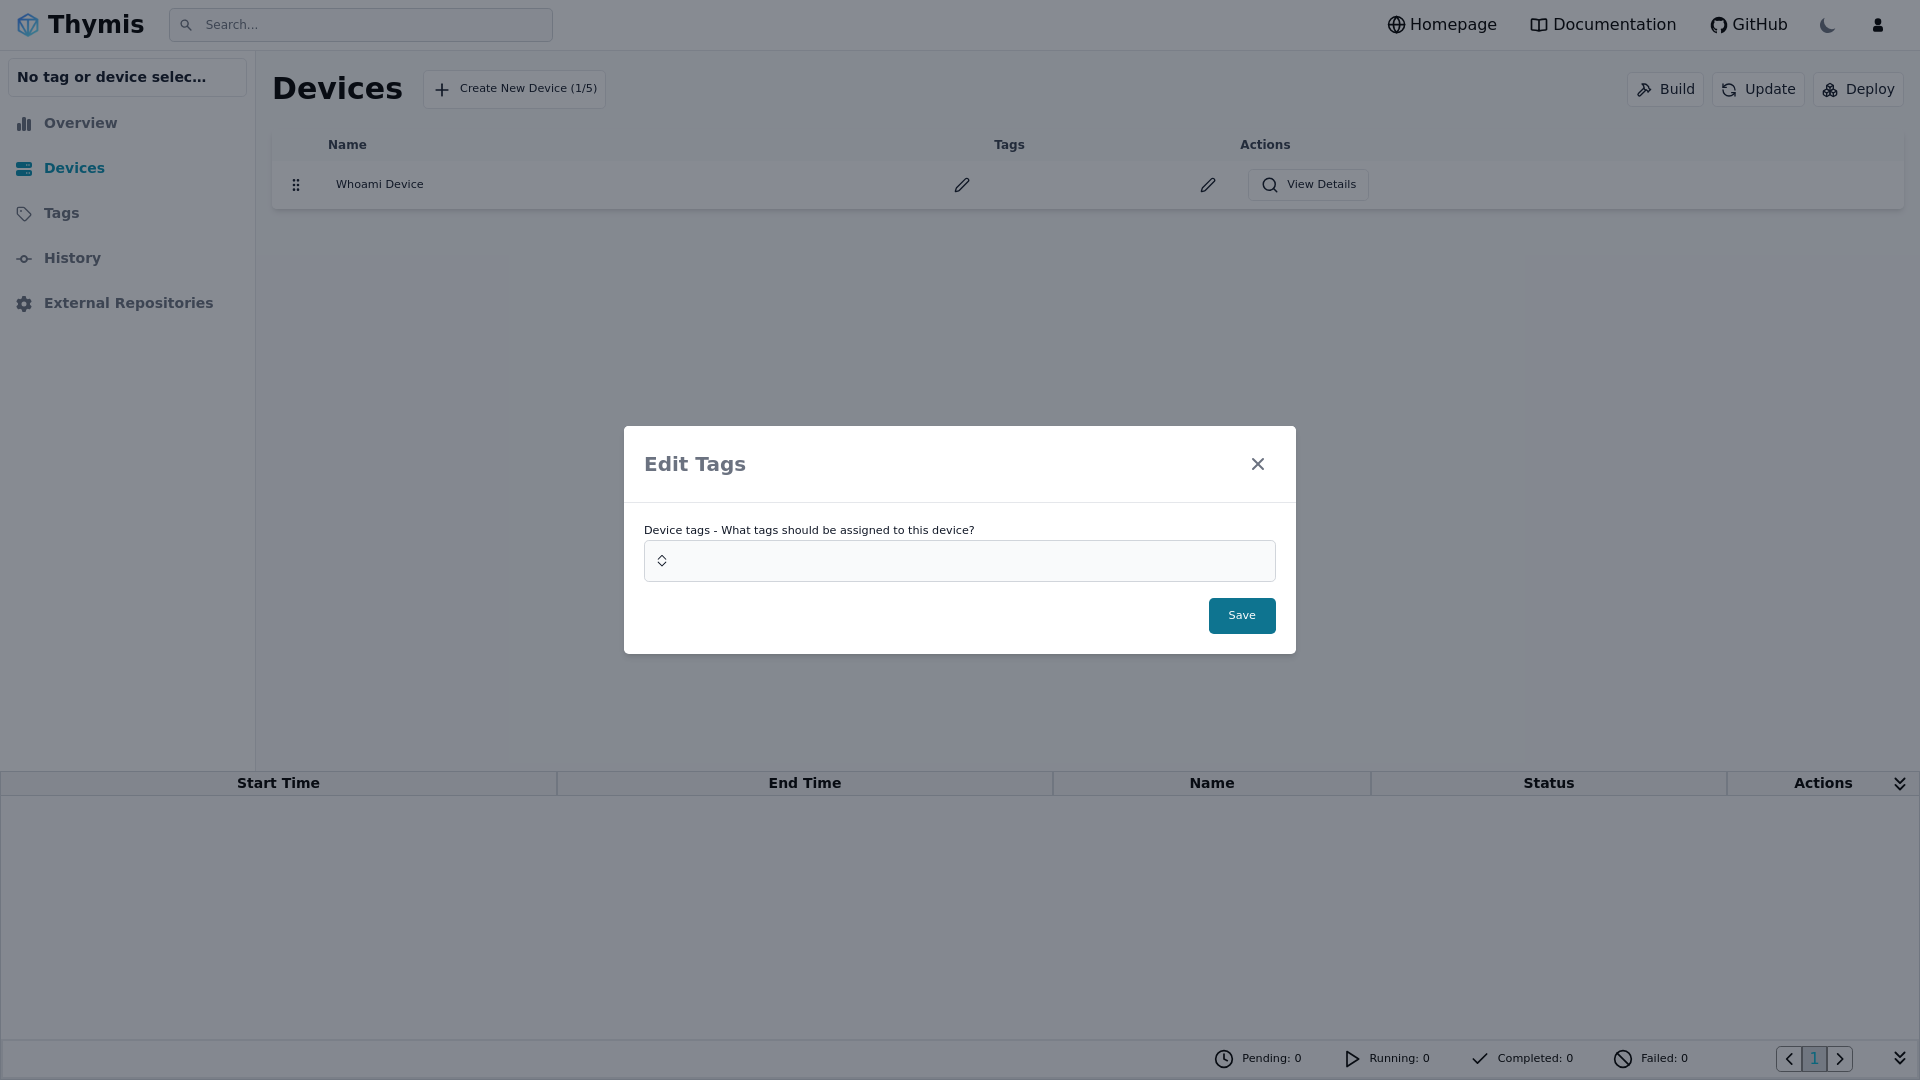 Thymis
Search...
Homepage
Documentation
GitHub
No tag or device selec...
Overview
Devices
Tags
History
External Repositories
Devices
Create New Device (1/5)
Build
Update
Deploy
Name
Tags
Actions
Whoami Device
View Details
Edit Tags
Device tags - What tags should be assigned to this device?
Save
Start Time
End Time
Name
Status
Actions
Pending: 0
Running: 0
Completed: 0
Failed: 0
1